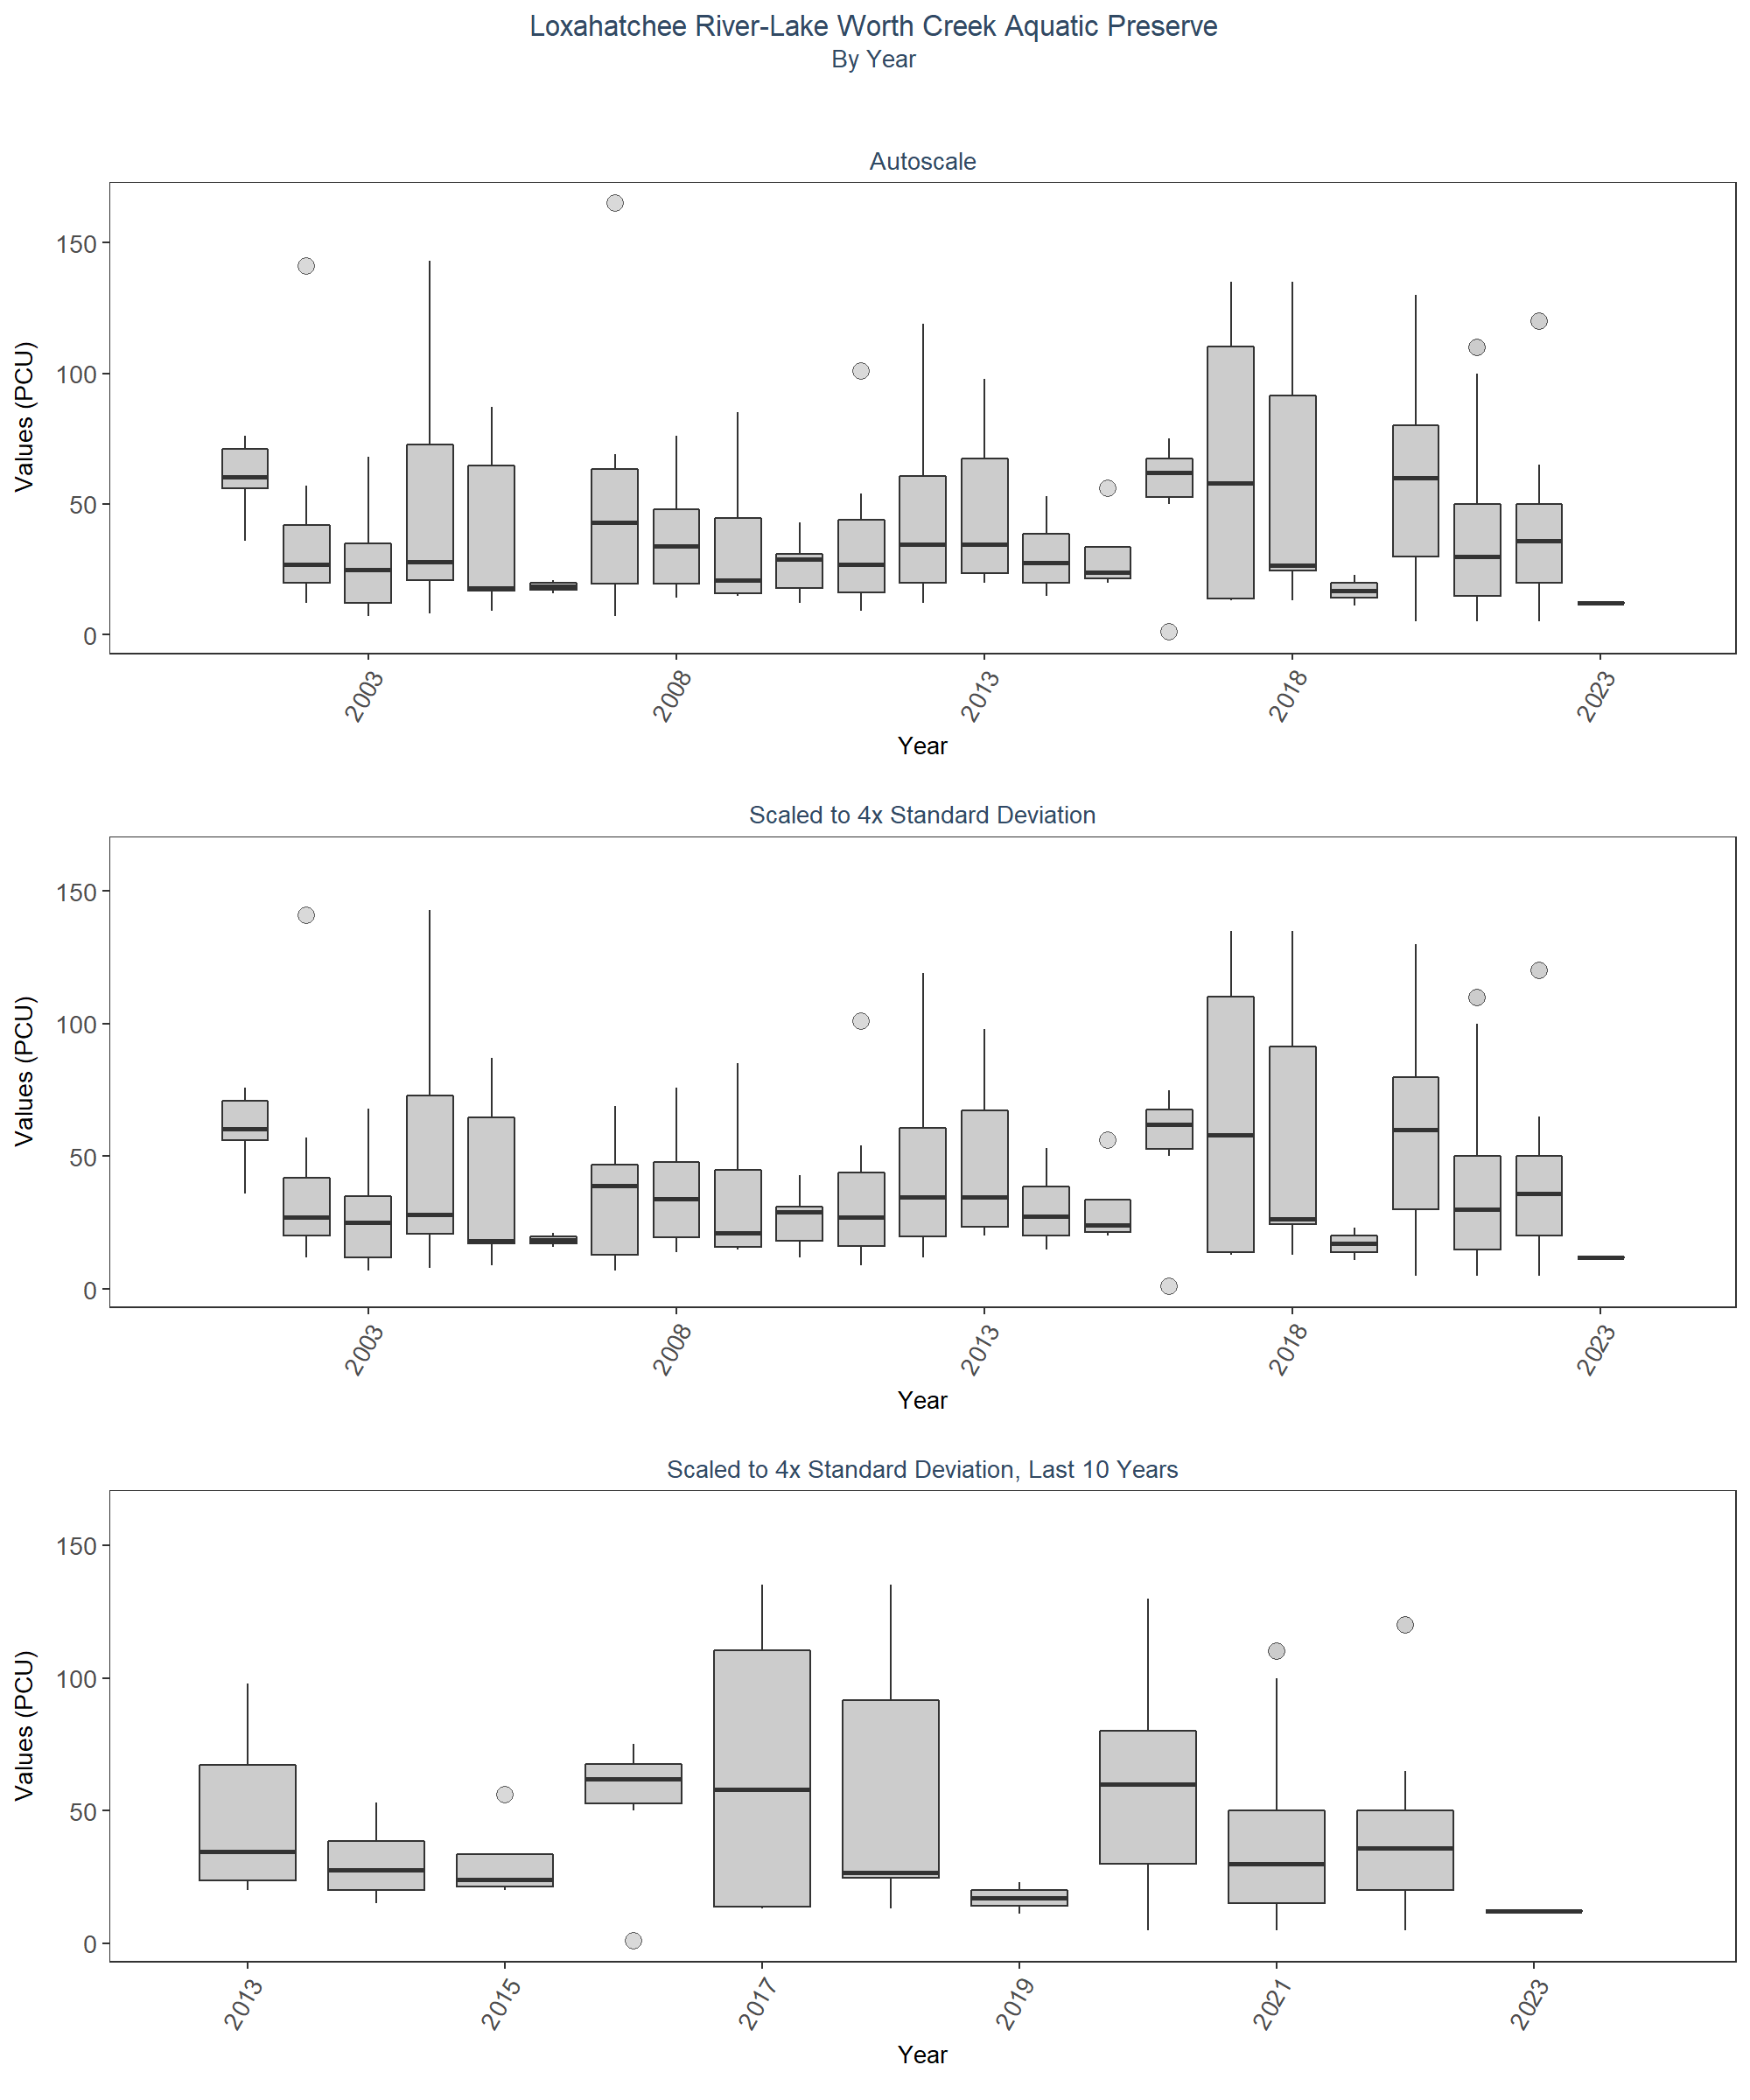 Loxahatchee River-Lake Worth Creek Aquatic Preserve
By Year
Autoscale
Values (PCU)
150
100
50
0
2003
2008
2013
2018
2023
Year
Scaled to 4x Standard Deviation
Values (PCU)
150
100
50
0
2003
2008
2013
2018
2023
Year
Scaled to 4x Standard Deviation, Last 10 Years
Values (PCU)
150
100
50
0
2013
2015
2017
2019
2021
2023
Year